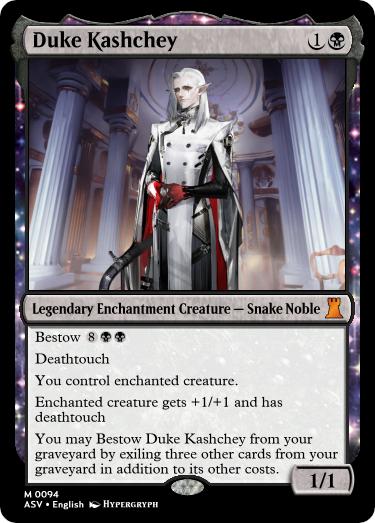 Duke Kashchey 1
Legendary Enchantment Creature — Snake Noble
Bestow 8
Deathtouch
You control enchanted creature.
Enchanted creature gets +1/+1 and has
deathtouch
You may Bestow Duke Kashchey from your
graveyard by exiling three other cards from your
graveyard in addition to its other costs.
1/1
M 0094
ASV • English HYPERGRYPH